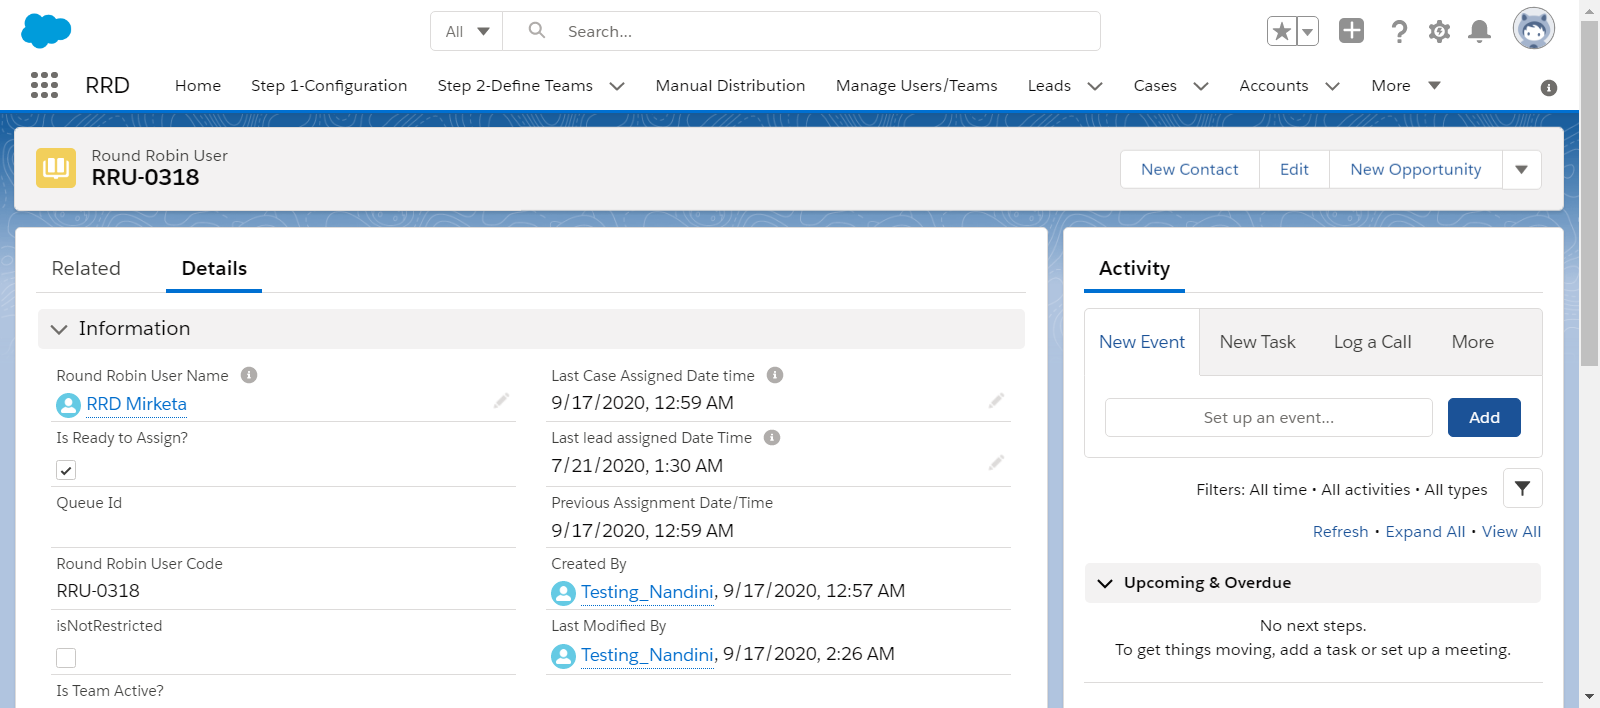 All
Search...
RRD
Home
Step 1-Configuration
Step 2-Define Teams
Manual Distribution
Manage Users/Teams
Leads
Cases
Accounts
More
Round Robin User
RRU-0318
New Contact
Edit
New Opportunity
Related
Details
Information
Round Robin User Name
RRD Mirketa
Is Ready to Assign?
Queue Id
Round Robin User Code
RRU-0318
isNotRestricted
Is Team Active?
Last Case Assigned Date time
9/17/2020, 12:59 AM
Last lead assigned Date Time
7/21/2020, 1:30 AM
Previous Assignment Date/Time
9/17/2020, 12:59 AM
Created By
Testing_Nandini, 9/17/2020, 12:57 AM
Last Modified By
Testing_Nandini, 9/17/2020, 2:26 AM
Activity
New Event
New Task
Log a Call
More
Set up an event...
Add
Filters: All time • All activities • All types
Refresh • Expand All • View All
Upcoming & Overdue
No next steps.
To get things moving, add a task or set up a meeting.